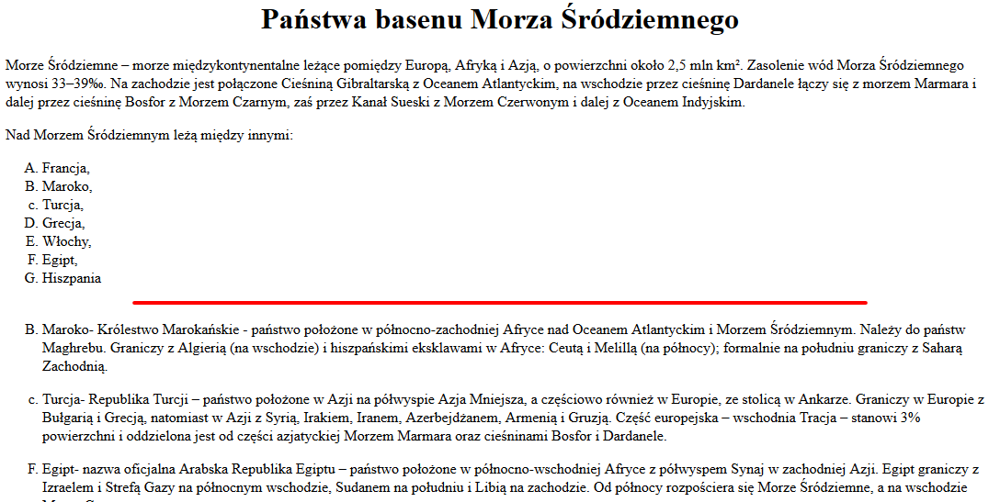 Państwa basenu Morza Śródziemnego
Morze Śródziemne – morze międzykontynentalne leżące pomiędzy Europą, Afryką i Azją, o powierzchni około 2,5 mln km². Zasolenie wód Morza Śródziemnego
wynosi 33–39‰. Na zachodzie jest połączone Cieśniną Gibraltarską z Oceanem Atlantyckim, na wschodzie przez cieśninę Dardanele łączy się z morzem Marmara i
dalej przez cieśninę Bosfor z Morzem Czarnym, zaś przez Kanał Sueski z Morzem Czerwonym i dalej z Oceanem Indyjskim.
Nad Morzem Śródziemnym leżą między innymi:
A. Francja,
B. Maroko,
c. Turcja,
D. Grecja,
E. Włochy,
F. Egipt,
G. Hiszpania
B. Maroko- Królestwo Marokańskie - państwo położone w północno-zachodniej Afryce nad Oceanem Atlantyckim i Morzem Śródziemnym. Należy do państw
Maghrebu. Graniczy z Algierią (na wschodzie) i hiszpańskimi eksklawami w Afryce: Ceutą i Melillą (na północy); formalnie na południu graniczy z Saharą
Zachodnią.
c. Turcja- Republika Turcji – państwo położone w Azji na półwyspie Azja Mniejsza, a częściowo również w Europie, ze stolicą w Ankarze. Graniczy w Europie z
Bułgarią i Grecją, natomiast w Azji z Syrią, Irakiem, Iranem, Azerbejdżanem, Armenią i Gruzją. Część europejska – wschodnia Tracja – stanowi 3%
powierzchni i oddzielona jest od części azjatyckiej Morzem Marmara oraz cieśninami Bosfor i Dardanele.
F. Egipt- nazwa oficjalna Arabska Republika Egiptu – państwo położone w północno-wschodniej Afryce z półwyspem Synaj w zachodniej Azji. Egipt graniczy z
Izraelem i Strefą Gazy na północnym wschodzie, Sudanem na południu i Libią na zachodzie. Od północy rozpościera się Morze Śródziemne, a na wschodzie